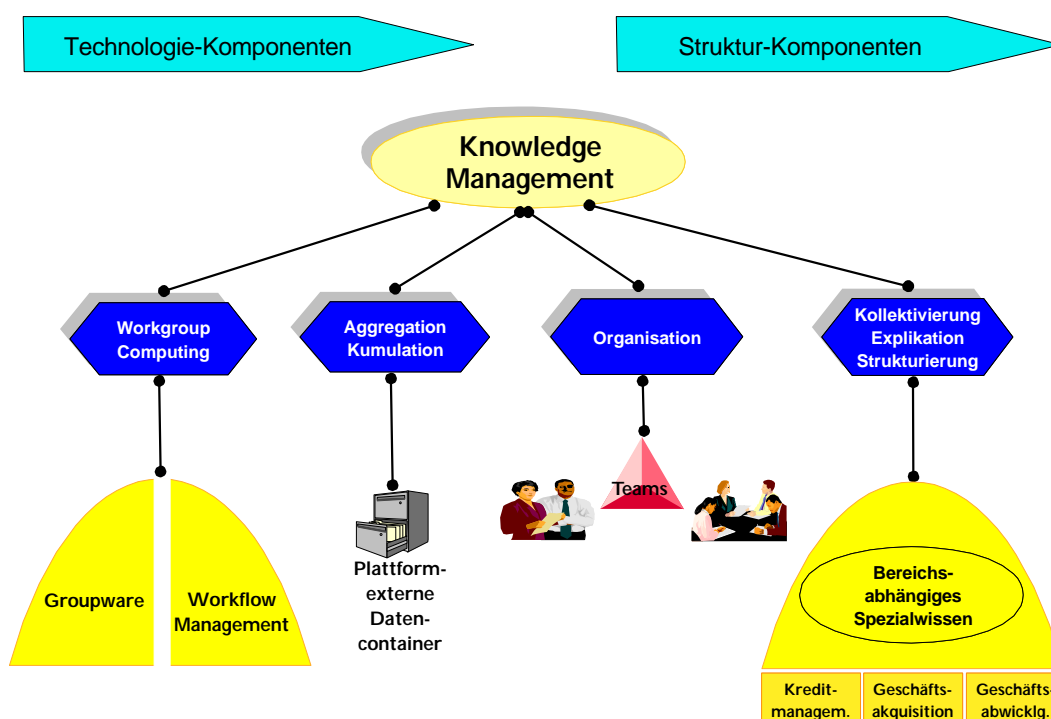 Technologie-Komponenten
Struktur-Komponenten
Knowledge
Management
Workgroup
Computing
Aggregation
Kumulation
Organisation
Kollektivierung
Explikation
Strukturierung
Groupware
Workflow
Management
Plattform-
externe
Daten-
container
Teams
Bereichs-
abhängiges
Spezialwissen
Kredit-
managem.
Geschäfts-
akquisition
Geschäfts-
abwicklg.